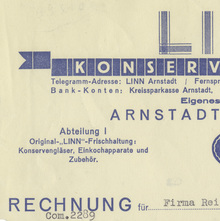 LI
KONSERV
Telegramm-Adresse: LINN Arnstadt / Fernspr
Bank-Konten: Kreissparkasse Arnstadt,
Eigenes
ARNSTADT
Abteilung I
Original-„LINN"-Frischhaltung:
Konservengläser, Einkochapparate und
Zubehör.
RECHNUNG für Firma Rei
Com.2289